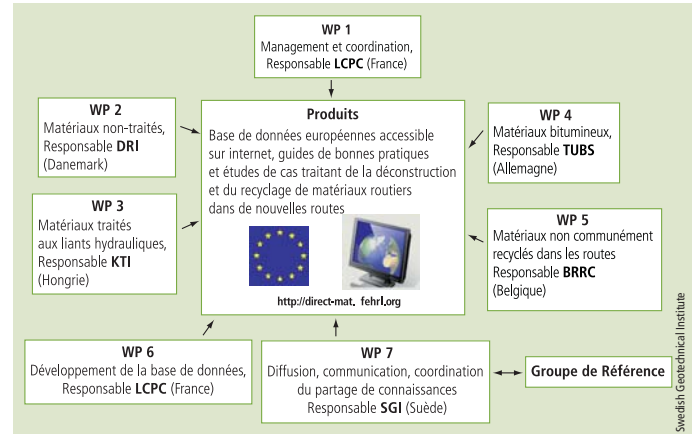 WP 1
Management et coordination,
Responsable LCPC (France)
WP 2
Matériaux non-traités,
Responsable DRI
(Danemark)
Produits
Base de données européennes accessible
sur internet, guides de bonnes pratiques
et études de cas traitant de la déconstruction
et du recyclage de matériaux routiers
dans de nouvelles routes
http://direct-mat. fehrl.org
WP 4
Matériaux bitumineux,
Responsable TUBS
(Allemagne)
WP 3
Matériaux traités
aux liants hydrauliques,
Responsable KTI
(Hongrie)
WP 5
Matériaux non communément
recyclés dans les routes
Responsable BRRC
(Belgique)
WP 6
Développement de la base de données,
Responsable LCPC (France)
WP 7
Diffusion, communication, coordination
du partage de connaissances
Responsable SGI (Suède)
Groupe de Référence
Swedish Geotechnical Institute